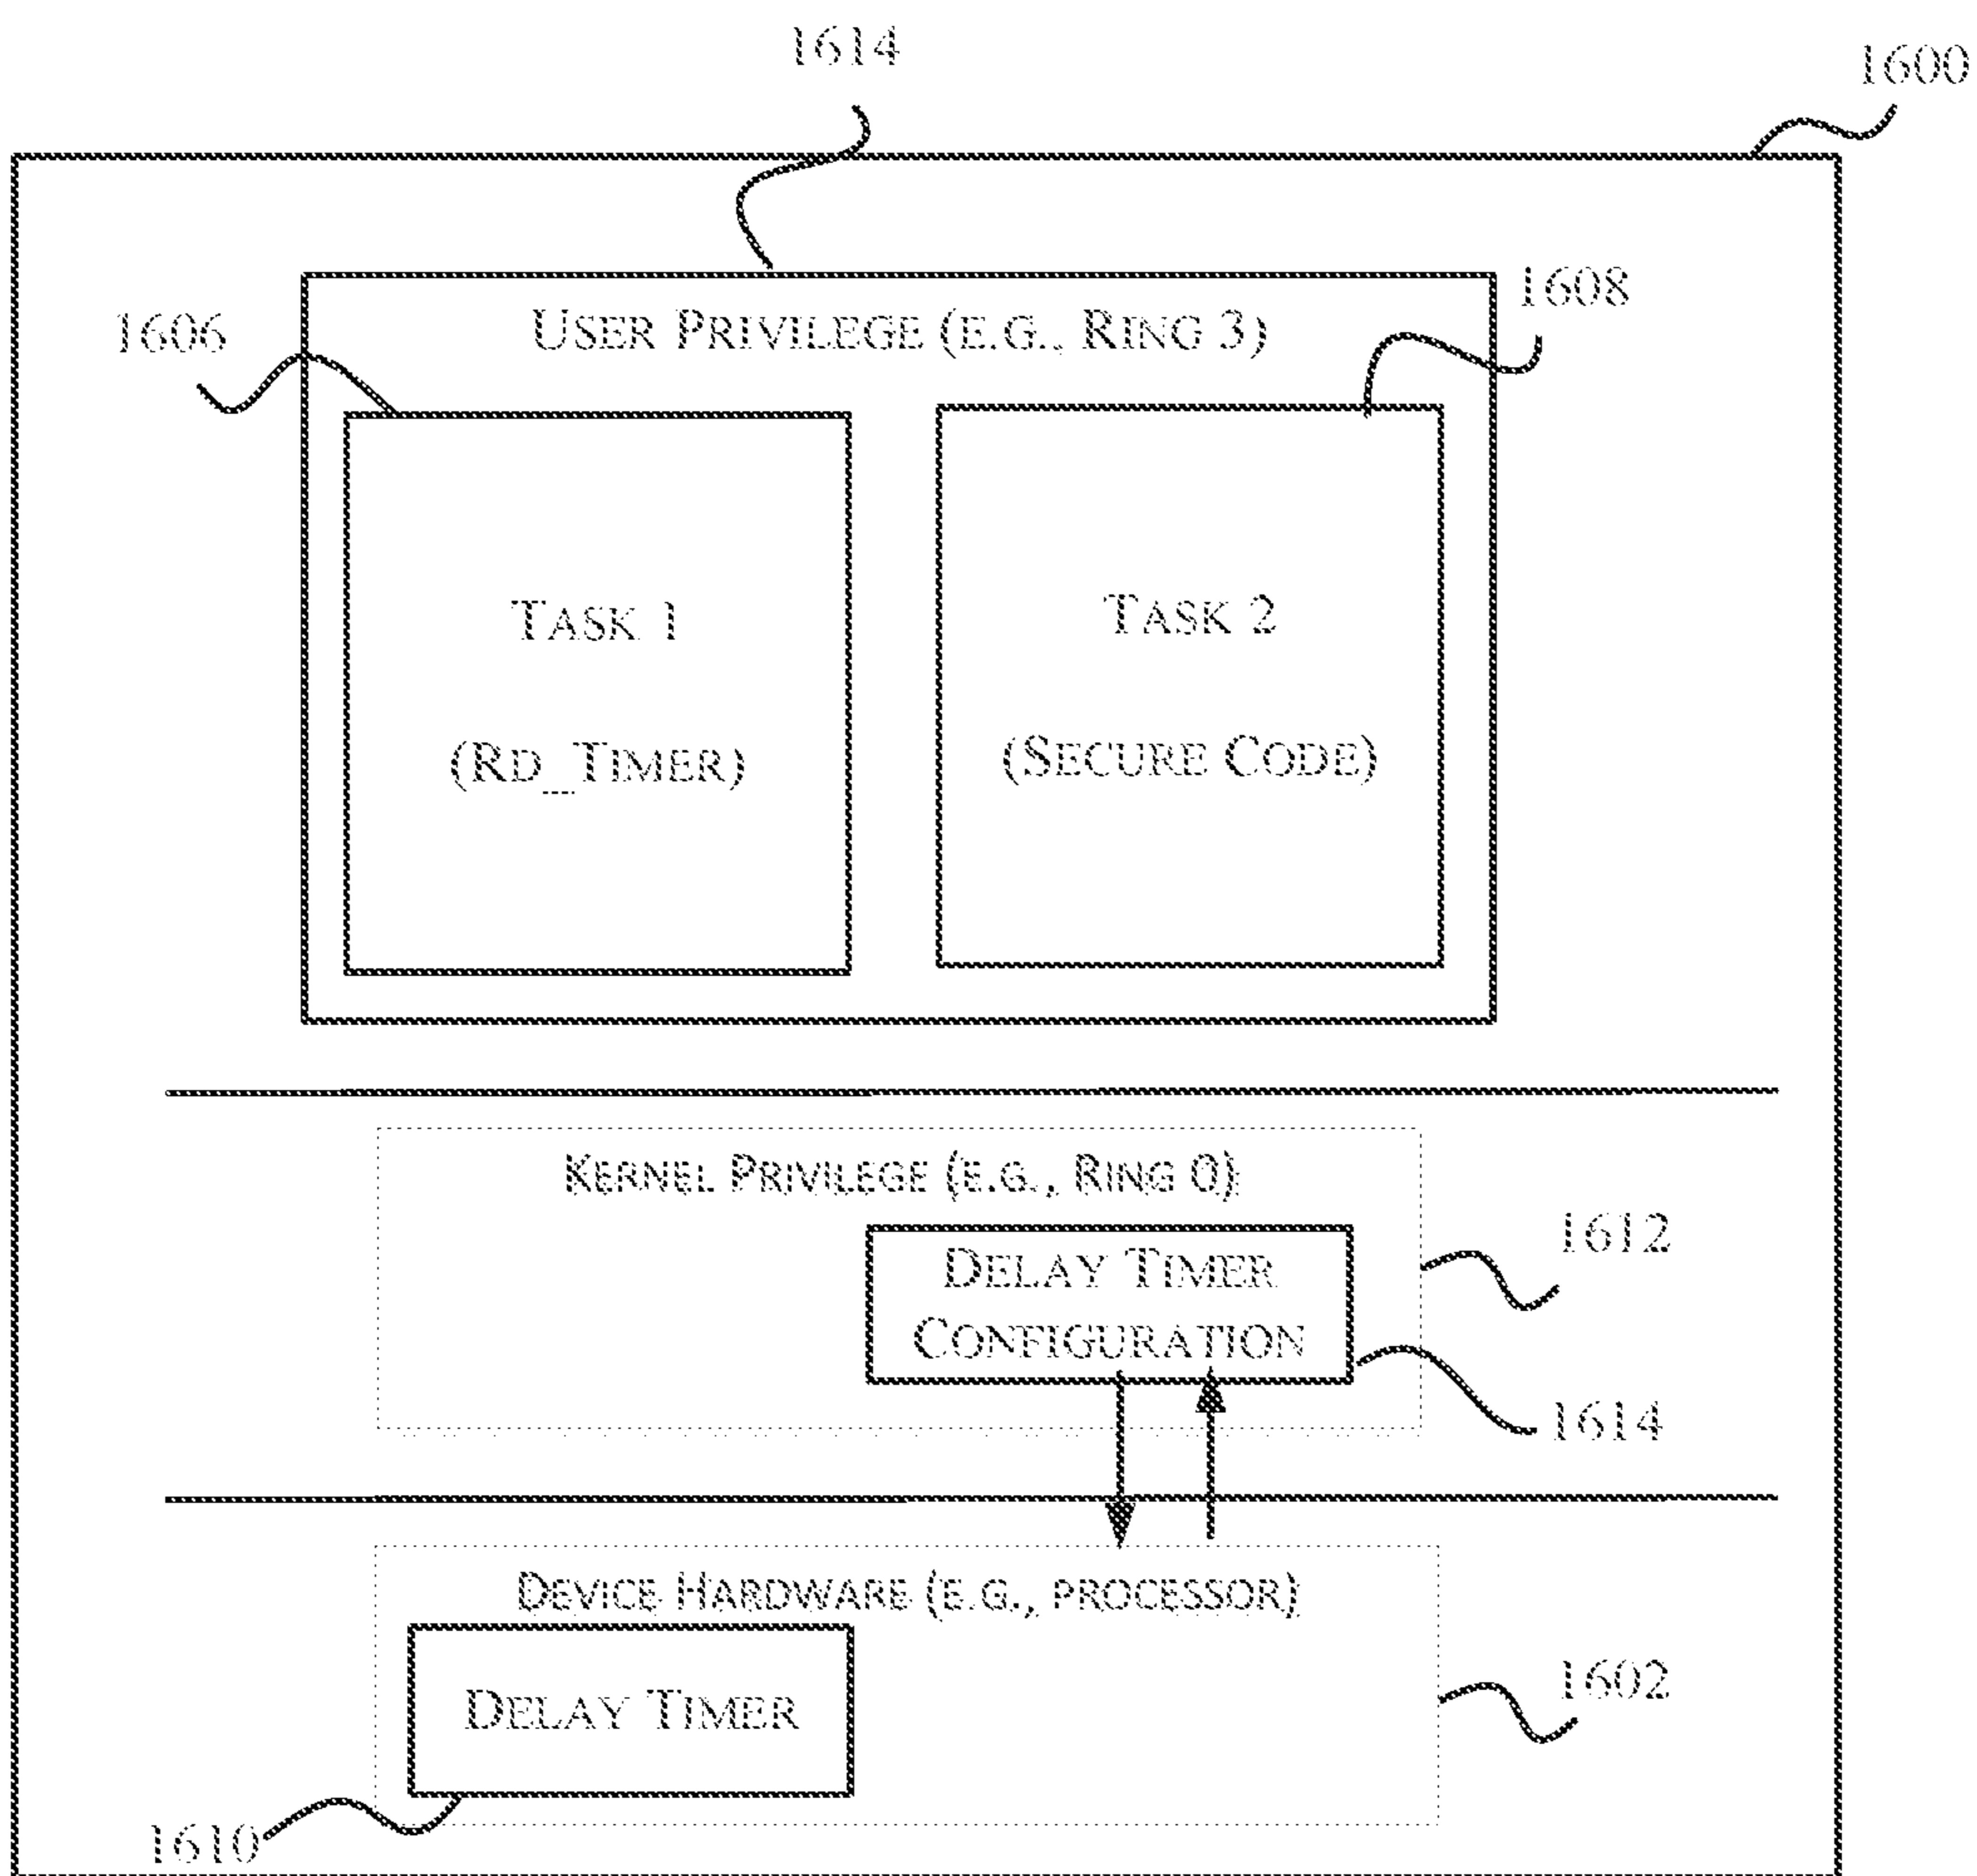 1614
1600
1608
1606
USER PRIVILEGE (E.G., RING 3)
TASK 1
(RD_TIMER)
TASK 2
(SECURE CODE)
KERNEL PRIVILEGE (E.G., RING 0)
1612
DELAY TIMER
CONFIGURATION
1614
DEVICE HARDWARE (E.G., PROCESSOR)
1602
DELAY TIMER
1610